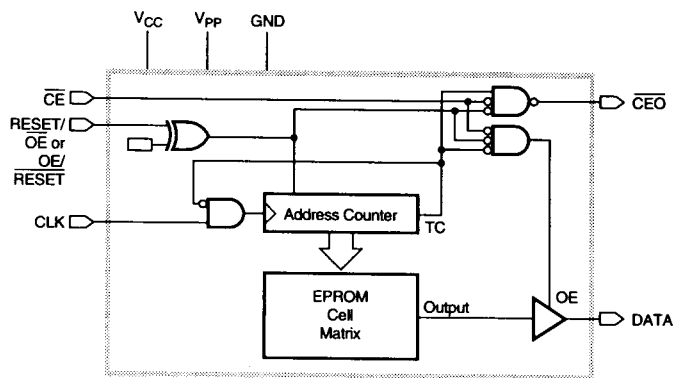 VCC
VPP
GND
CE
CEO
RESET/
OE or
OE/
RESET
CLK
Address Counter
TC
EPROM
Cell
Matrix
Output
OE
DATA